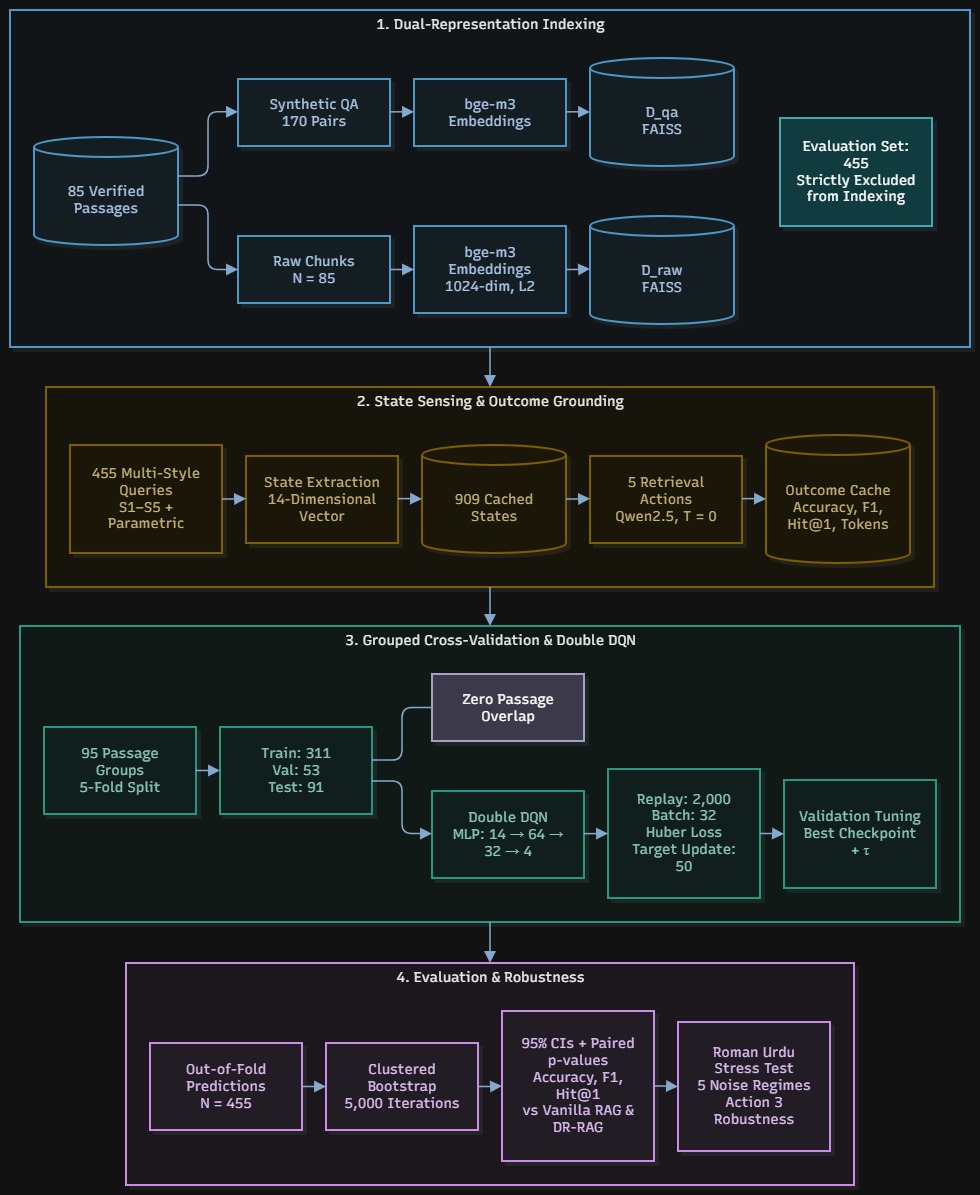 1. Dual-Representation Indexing
85 Verified
Passages
Synthetic QA
170 Pairs
bge-m3
Embeddings
D_qa
FAISS
Raw Chunks
N = 85
bge-m3
Embeddings
1024-dim, L2
D_raw
FAISS
Evaluation Set:
455
Strictly Excluded
from Indexing
2. State Sensing & Outcome Grounding
455 Multi-Style
Queries
S1–S5 +
Parametric
State Extraction
14-Dimensional
Vector
909 Cached
States
5 Retrieval
Actions
Qwen2.5, T = 0
Outcome Cache
Accuracy, F1,
Hit@1, Tokens
3. Grouped Cross-Validation & Double DQN
95 Passage
Groups
5-Fold Split
Train: 311
Val: 53
Test: 91
Zero Passage
Overlap
Double DQN
MLP: 14 → 64 →
32 → 4
Replay: 2,000
Batch: 32
Huber Loss
Target Update:
50
Validation Tuning
Best Checkpoint
+ τ
4. Evaluation & Robustness
Out-of-Fold
Predictions
N = 455
Clustered
Bootstrap
5,000 Iterations
95% CIs + Paired
p-values
Accuracy, F1,
Hit@1
vs Vanilla RAG &
DR-RAG
Roman Urdu
Stress Test
5 Noise Regimes
Action 3
Robustness